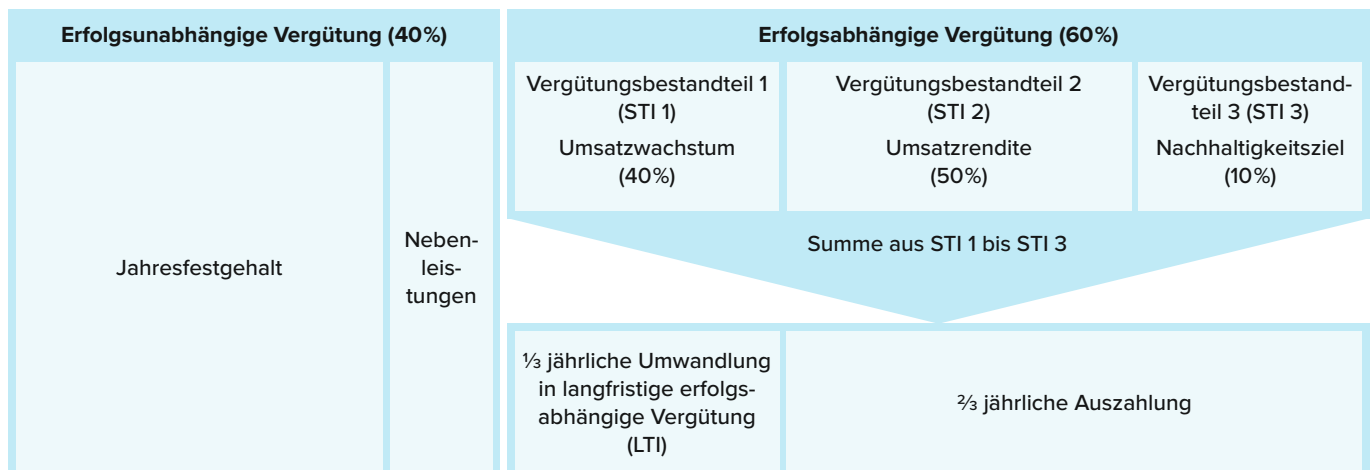 Erfolgsunabhängige Vergütung (40%)
Jahresfestgehalt
Neben-
leis-
tungen
Erfolgsabhängige Vergütung (60%)
Vergütungsbestandteil 1
(STI 1)
Umsatzwachstum
(40%)
Vergütungsbestandteil 2
(STI 2)
Umsatzrendite
(50%)
Vergütungsbestand-
teil 3 (STI 3)
Nachhaltigkeitsziel
(10%)
Summe aus STI 1 bis STI 3
⅓ jährliche Umwandlung
in langfristige erfolgs-
abhängige Vergütung
(LTI)
⅔ jährliche Auszahlung